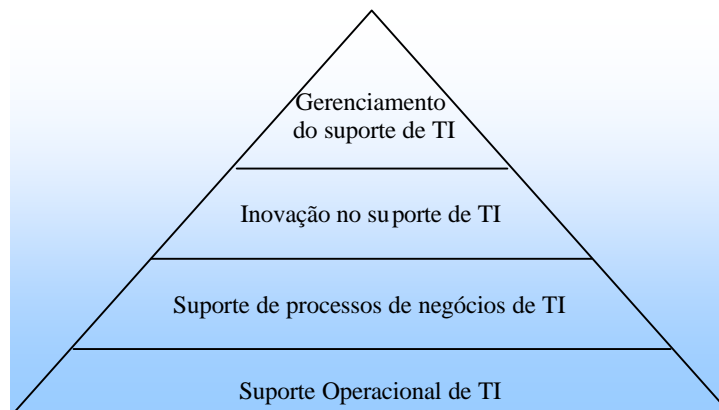 Gerenciamento
do suporte de TI
Inovação no suporte de TI
Suporte de processos de negócios de TI
Suporte Operacional de TI